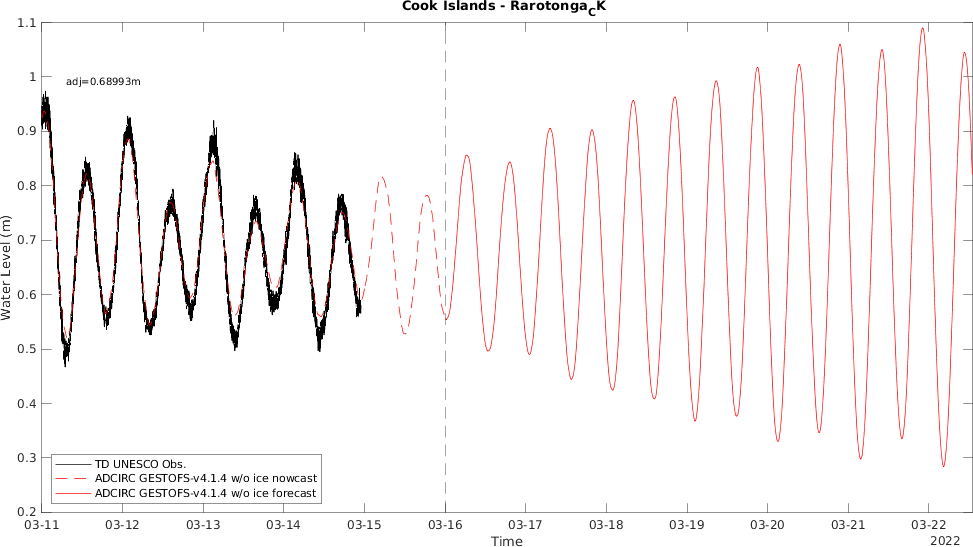 Cook Islands - RarotongaCK
adj=0.68993m
1.1
1
0.9
0.8
0.7
0.6
0.5
0.4
0.3
0.2
Water Level (m)
TD UNESCO Obs.
ADCIRC GESTOFS-v4.1.4 w/o ice nowcast
ADCIRC GESTOFS-v4.1.4 w/o ice forecast
03-11 03-12 03-13 03-14 03-15 03-16 03-17 03-18 03-19 03-20 03-21 03-22
Time
2022